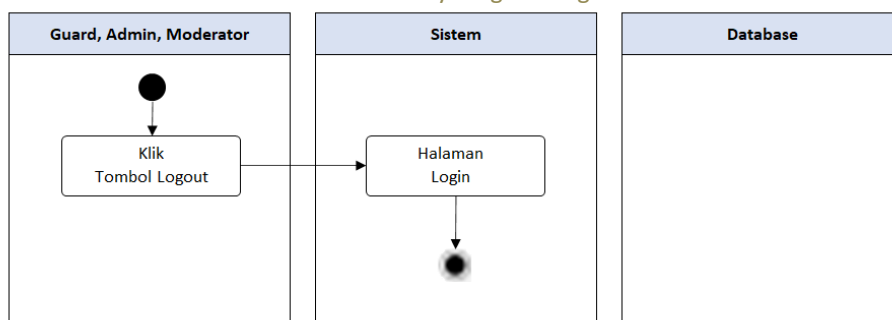 Guard, Admin, Moderator
Sistem
Database
Klik
Tombol Logout
Halaman
Login